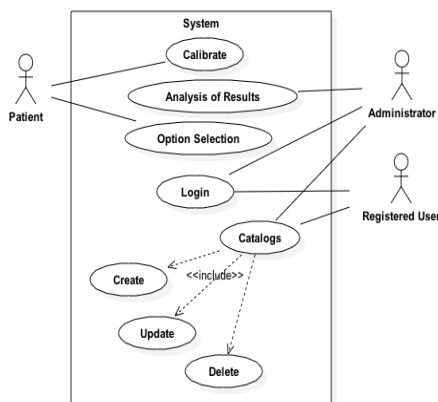 System
Calibrate
Patient
Analysis of Results
Administrator
Option Selection
Login
Registered User
Catalogs
<<include>>
Create
Update
Delete